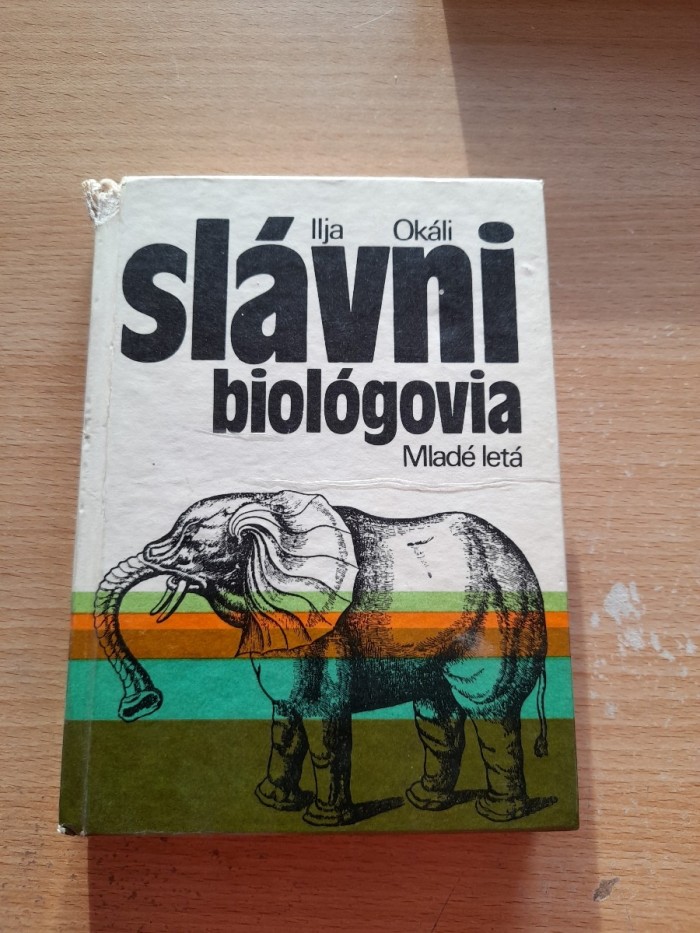 Ilja Okáli
slávni
biológovia
Mladé letá